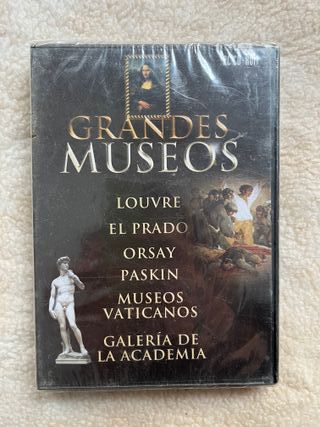 GRANDES
MUSEOS
LOUVRE
EL PRADO
ORSAY
PASKIN
MUSEOS
VATICANOS
GALERÍA DE
LA ACADEMIA